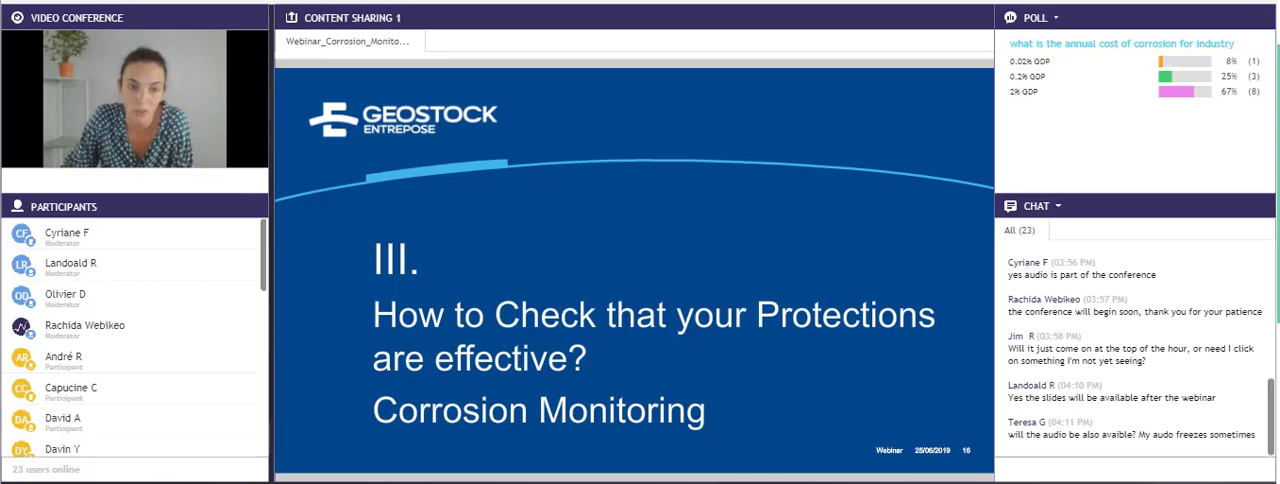 VIDEO CONFERENCE
PARTICIPANTS
CF
Cyriane F
Moderator
LR
Landoald R
Moderator
OD
Olivier D
Moderator
Rachida Webikeo
Moderator
AR
André R
Participant
CC
Capucine C
Participant
DA
David A
Participant
DY
Davin Y
23 users online
CONTENT SHARING 1
Webinar_Corrosion_Monito...
GEOSTOCK
ENTREPOSE
III.
How to Check that your Protections
are effective?
Corrosion Monitoring
Webinar 25/06/2019 16
POLL
what is the annual cost of corrosion for industry
0.02% GDP 8% (1)
0.2% GDP 25% (3)
2% GDP 67% (8)
CHAT
All (23)
Cyriane F (03:56 PM)
yes audio is part of the conference
Rachida Webikeo (03:57 PM)
the conference will begin soon, thank you for your patience
Jim R (03:58 PM)
Will it just come on at the top of the hour, or need I click
on something I'm not yet seeing?
Landoald R (04:10 PM)
Yes the slides will be available after the webinar
Teresa G (04:11 PM)
will the audio be also avaible? My audo freezes sometimes